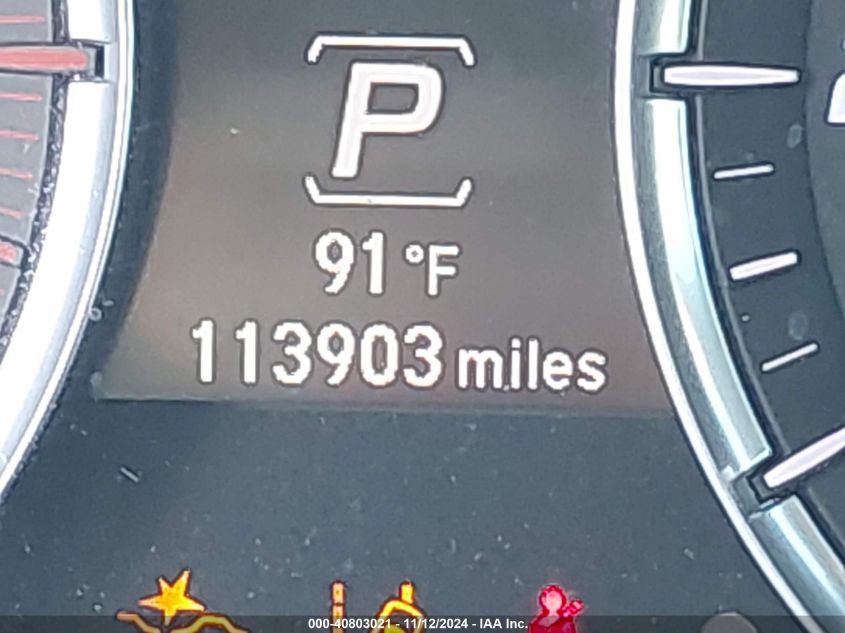 P
91°F
113903 miles
000-40803021 - 11/12/2024 - IAA Inc.